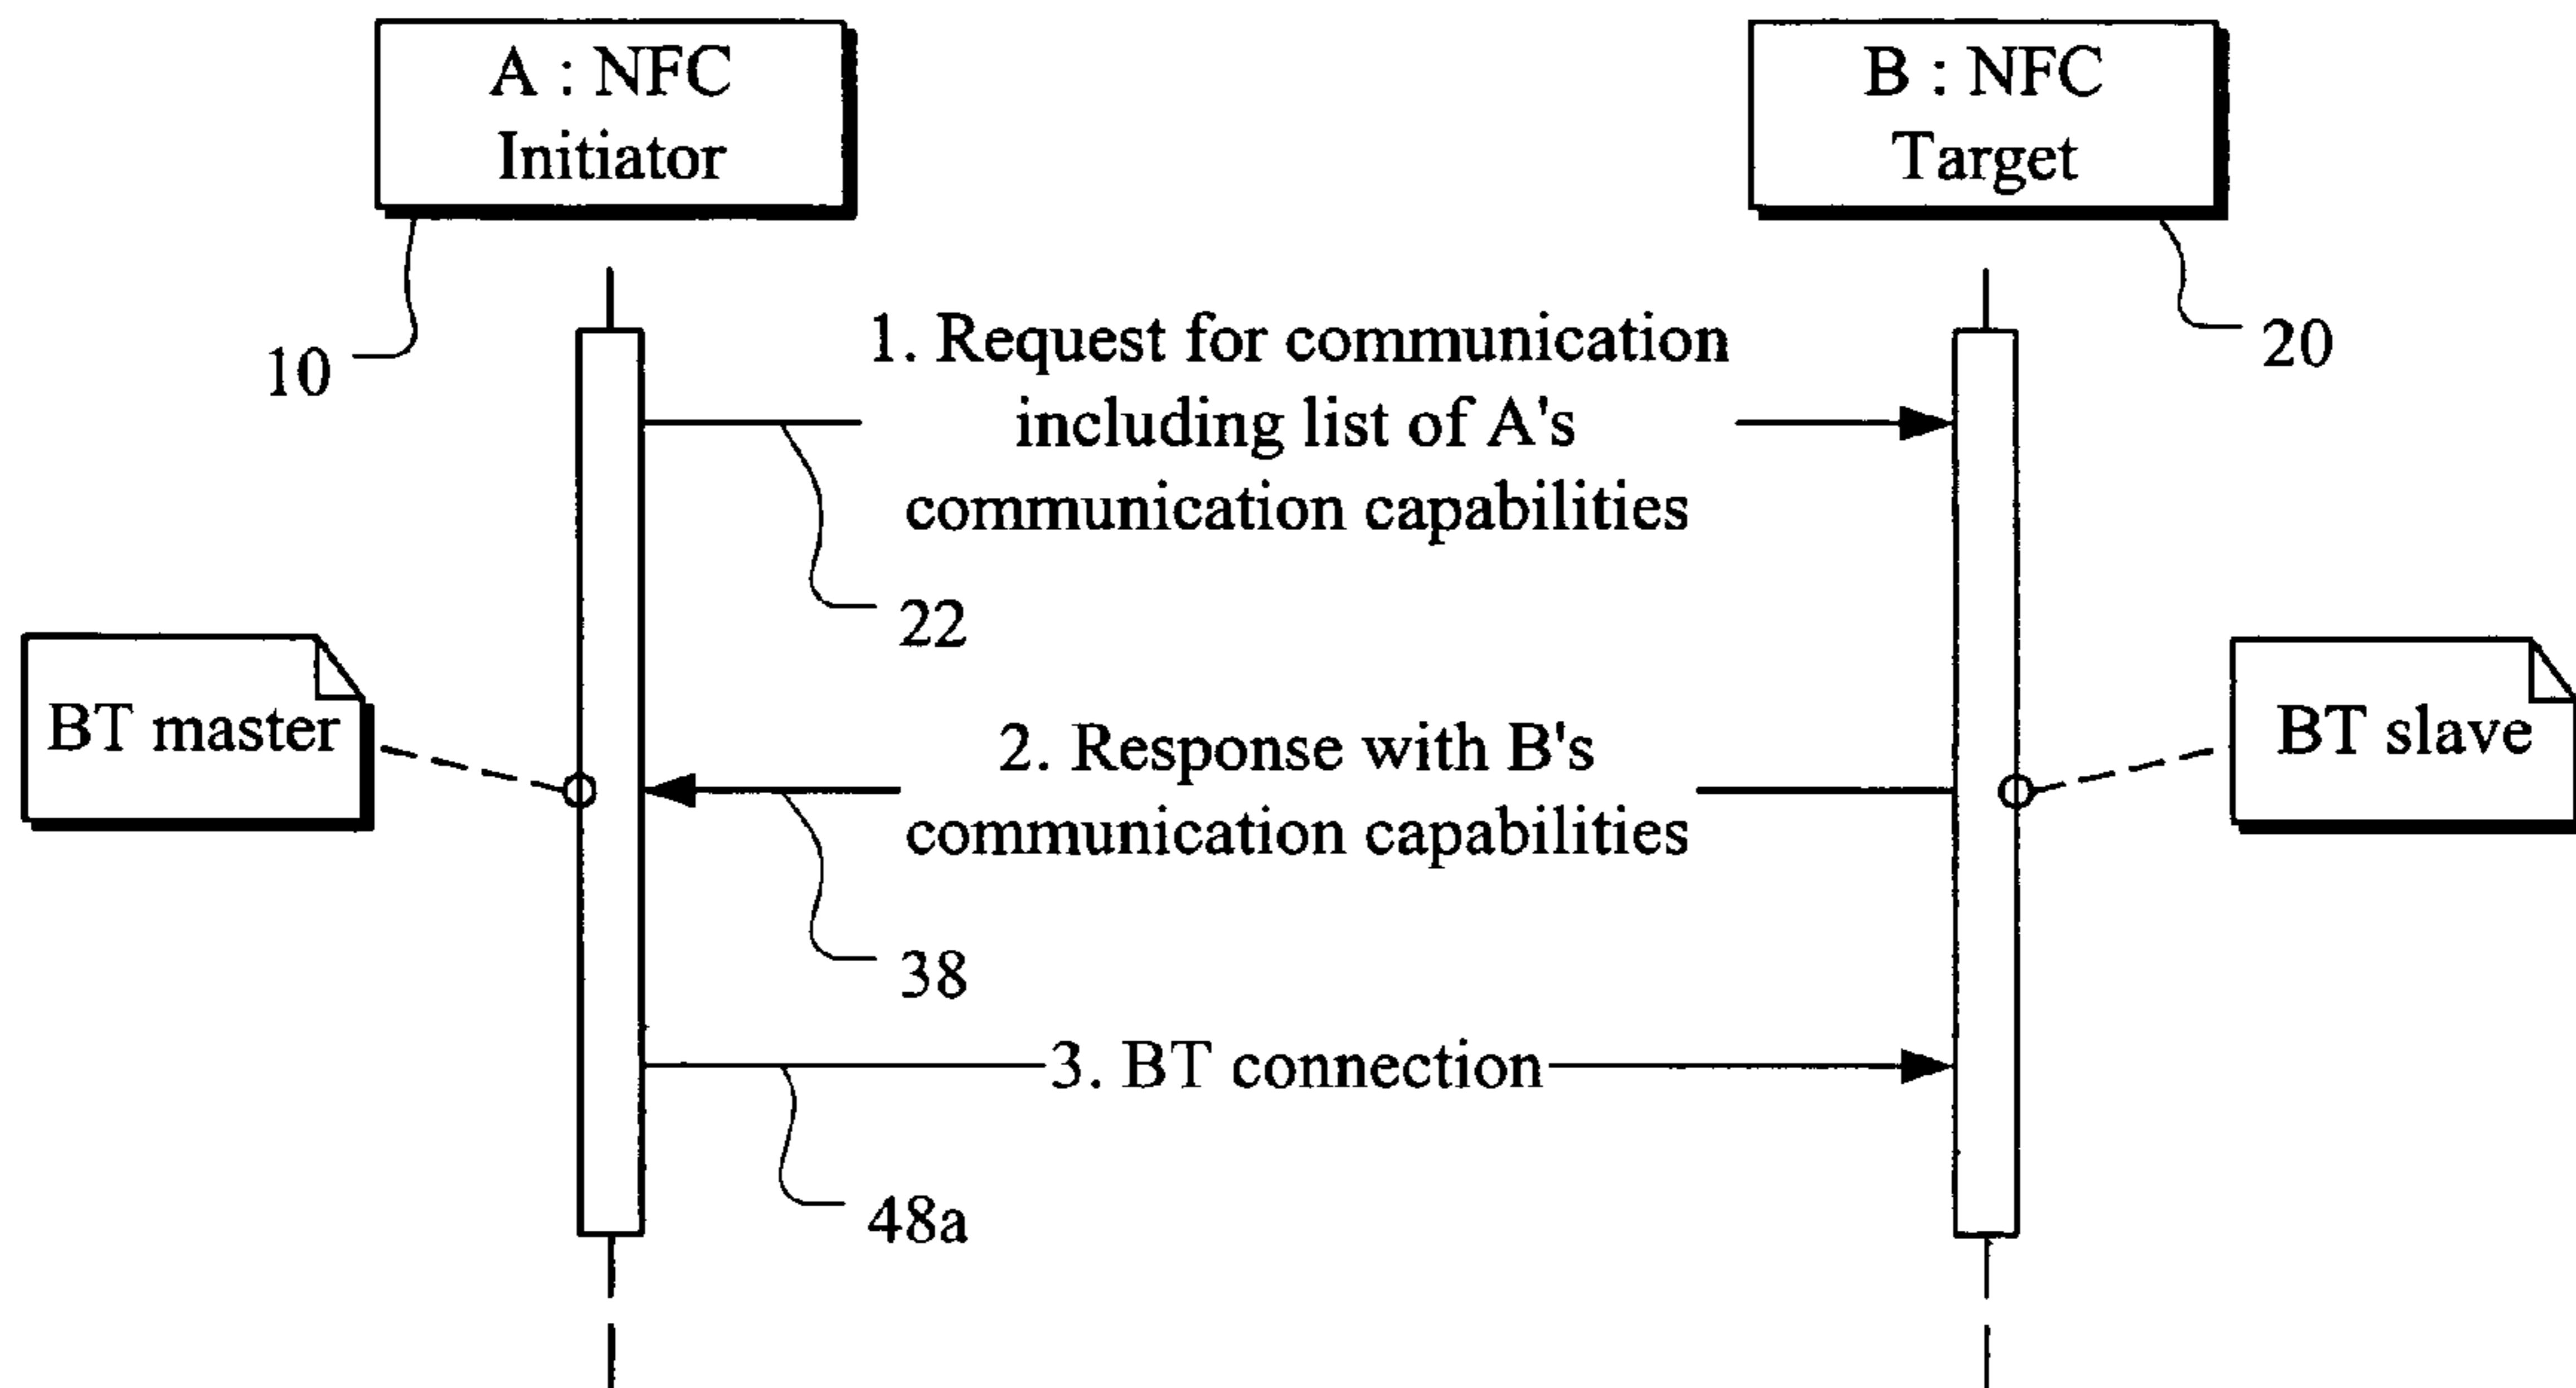 A : NFC
Initiator
B : NFC
Target
10
20
1. Request for communication
including list of A's
communication capabilities
22
BT master
2. Response with B's
communication capabilities
BT slave
38
3. BT connection
48a